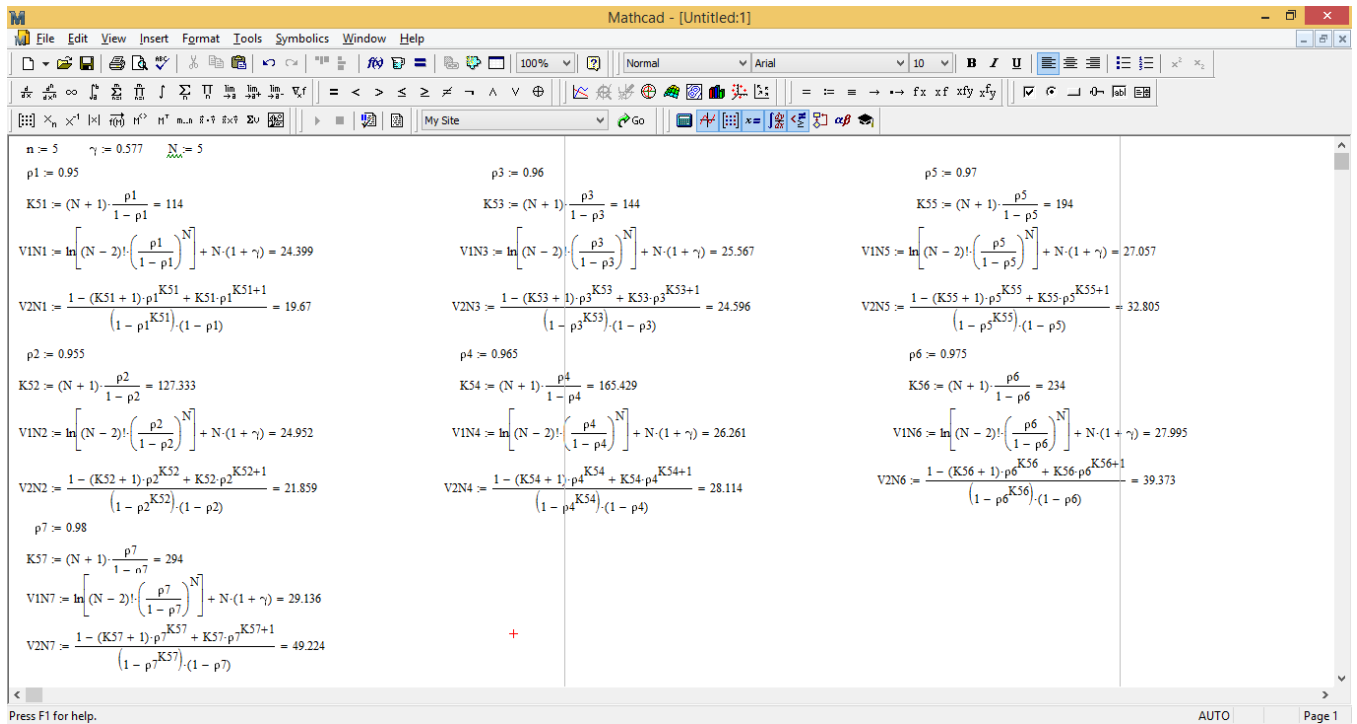 Mathcad - [Untitled:1]
File Edit View Insert Format Tools Symbolics Window Help
100% Normal Arial 10 B I U
My Site Go
n := 5 γ := 0.577 N := 5
ρ1 := 0.95
K51 := (N + 1)·ρ1/(1 − ρ1) = 114
V1N1 := ln[(N − 2)!·(ρ1/(1 − ρ1))^N] + N·(1 + γ) = 24.399
V2N1 := (1 − (K51 + 1)·ρ1^K51 + K51·ρ1^(K51+1))/((1 − ρ1^K51)·(1 − ρ1)) = 19.67
ρ2 := 0.955
K52 := (N + 1)·ρ2/(1 − ρ2) = 127.333
V1N2 := ln[(N − 2)!·(ρ2/(1 − ρ2))^N] + N·(1 + γ) = 24.952
V2N2 := (1 − (K52 + 1)·ρ2^K52 + K52·ρ2^(K52+1))/((1 − ρ2^K52)·(1 − ρ2)) = 21.859
ρ7 := 0.98
K57 := (N + 1)·ρ7/(1 − ρ7) = 294
V1N7 := ln[(N − 2)!·(ρ7/(1 − ρ7))^N] + N·(1 + γ) = 29.136
V2N7 := (1 − (K57 + 1)·ρ7^K57 + K57·ρ7^(K57+1))/((1 − ρ7^K57)·(1 − ρ7)) = 49.224
ρ3 := 0.96
K53 := (N + 1)·ρ3/(1 − ρ3) = 144
V1N3 := ln[(N − 2)!·(ρ3/(1 − ρ3))^N] + N·(1 + γ) = 25.567
V2N3 := (1 − (K53 + 1)·ρ3^K53 + K53·ρ3^(K53+1))/((1 − ρ3^K53)·(1 − ρ3)) = 24.596
ρ4 := 0.965
K54 := (N + 1)·ρ4/(1 − ρ4) = 165.429
V1N4 := ln[(N − 2)!·(ρ4/(1 − ρ4))^N] + N·(1 + γ) = 26.261
V2N4 := (1 − (K54 + 1)·ρ4^K54 + K54·ρ4^(K54+1))/((1 − ρ4^K54)·(1 − ρ4)) = 28.114
ρ5 := 0.97
K55 := (N + 1)·ρ5/(1 − ρ5) = 194
V1N5 := ln[(N − 2)!·(ρ5/(1 − ρ5))^N] + N·(1 + γ) = 27.057
V2N5 := (1 − (K55 + 1)·ρ5^K55 + K55·ρ5^(K55+1))/((1 − ρ5^K55)·(1 − ρ5)) = 32.805
ρ6 := 0.975
K56 := (N + 1)·ρ6/(1 − ρ6) = 234
V1N6 := ln[(N − 2)!·(ρ6/(1 − ρ6))^N] + N·(1 + γ) = 27.995
V2N6 := (1 − (K56 + 1)·ρ6^K56 + K56·ρ6^(K56+1))/((1 − ρ6^K56)·(1 − ρ6)) = 39.373
Press F1 for help. AUTO Page 1